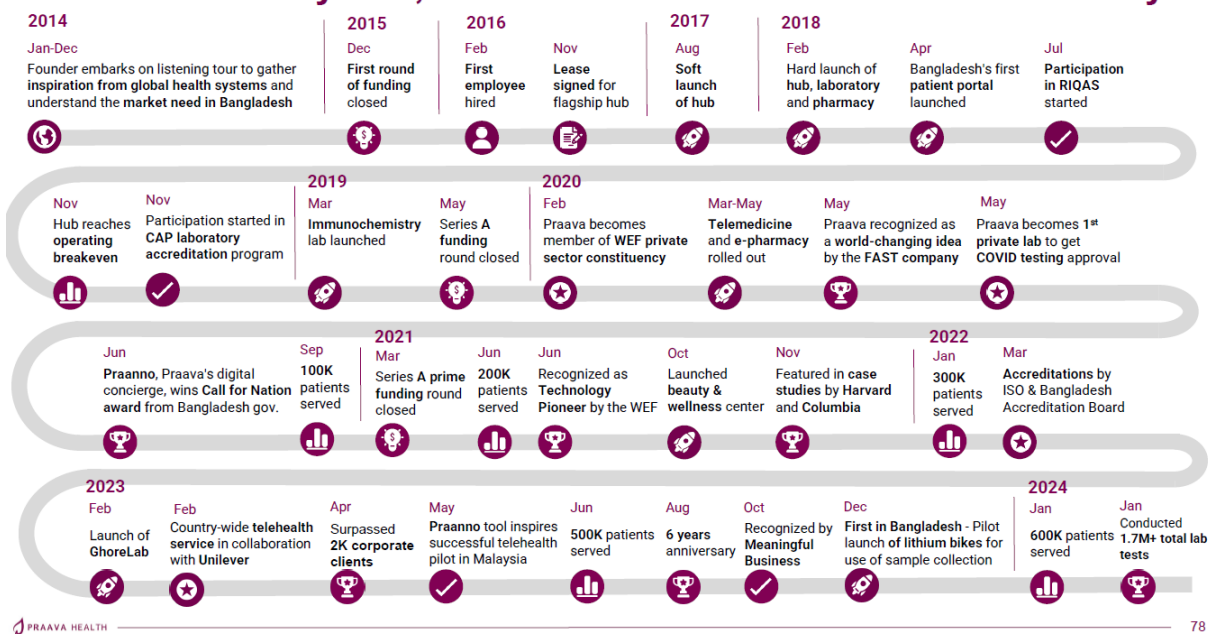 2014
Jan-Dec
Founder embarks on listening tour to gather
inspiration from global health systems and
understand the market need in Bangladesh
2015
Dec
First round
of funding
closed
2016
Feb
First
employee
hired
Nov
Lease
signed for
flagship hub
2017
Aug
Soft
launch
of hub
2018
Feb
Hard launch of
hub, laboratory
and pharmacy
Apr
Bangladesh's first
patient portal
launched
Jul
Participation
in RIQAS
started
Nov
Hub reaches
operating
breakeven
Nov
Participation started in
CAP laboratory
accreditation program
2019
Mar
Immunochemistry
lab launched
May
Series A
funding
round closed
2020
Feb
Praava becomes
member of WEF private
sector constituency
Mar-May
Telemedicine
and e-pharmacy
rolled out
May
Praava recognized as
a world-changing idea
by the FAST company
May
Praava becomes 1st
private lab to get
COVID testing approval
Jun
Praanno, Praava's digital
concierge, wins Call for Nation
award from Bangladesh gov.
Sep
100K
patients
served
2021
Mar
Series A prime
funding round
closed
Jun
200K
patients
served
Jun
Recognized as
Technology
Pioneer by the WEF
Oct
Launched
beauty &
wellness center
Nov
Featured in case
studies by Harvard
and Columbia
2022
Jan
300K
patients
served
Mar
Accreditations by
ISO & Bangladesh
Accreditation Board
2023
Feb
Launch of
GhoreLab
Feb
Country-wide telehealth
service in collaboration
with Unilever
Apr
Surpassed
2K corporate
clients
May
Praanno tool inspires
successful telehealth
pilot in Malaysia
Jun
500K patients
served
Aug
6 years
anniversary
Oct
Recognized by
Meaningful
Business
Dec
First in Bangladesh - Pilot
launch of lithium bikes for
use of sample collection
2024
Jan
600K patients
served
Jan
Conducted
1.7M+ total lab
tests
PRAAVA HEALTH
78